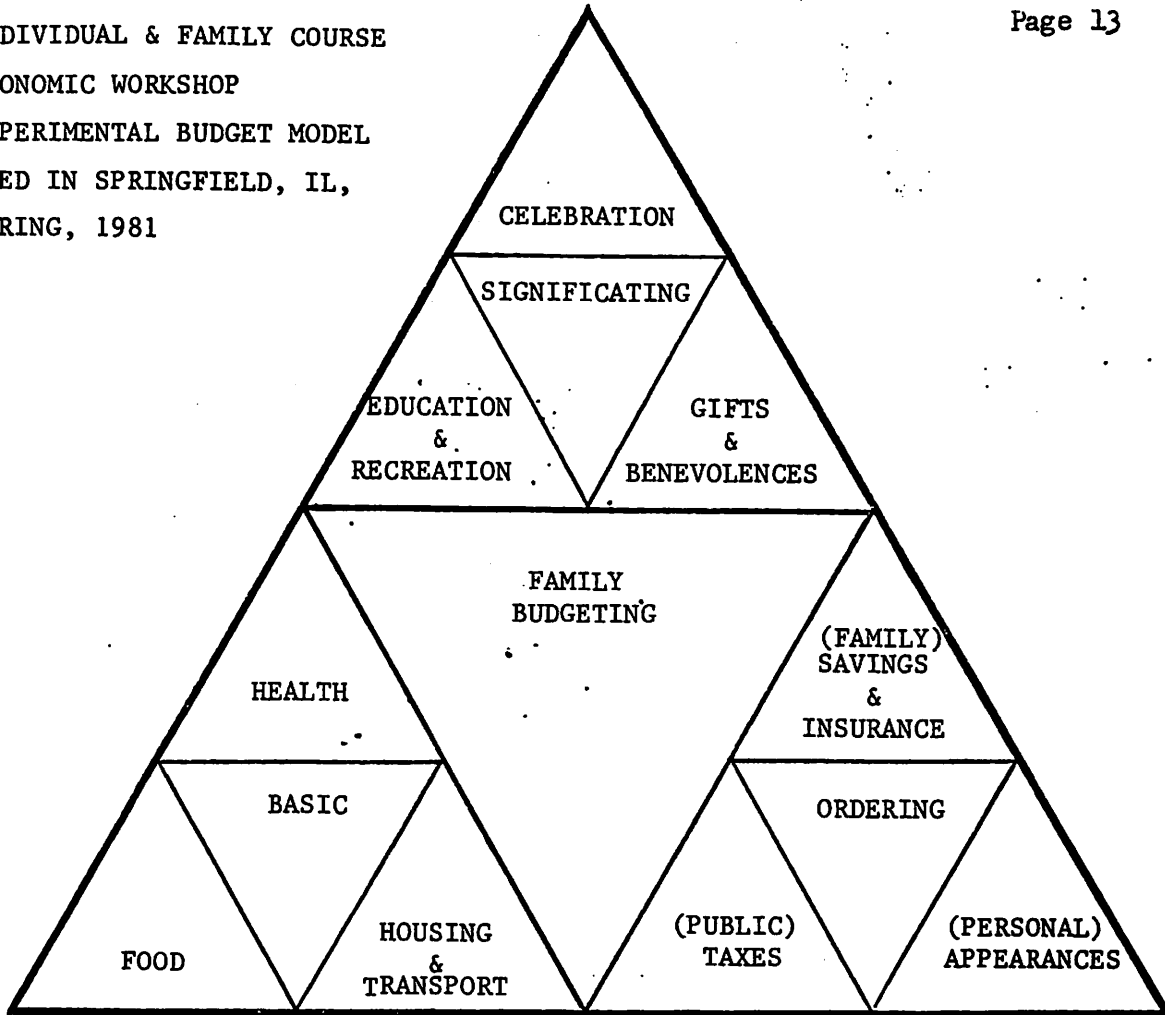 DIVIDUAL & FAMILY COURSE
ONOMIC WORKSHOP
PERIMENTAL BUDGET MODEL
ED IN SPRINGFIELD, IL,
RING, 1981
Page 13
CELEBRATION
SIGNIFICATING
EDUCATION
&
RECREATION
GIFTS
&
BENEVOLENCES
FAMILY
BUDGETING
HEALTH
(FAMILY)
SAVINGS
&
INSURANCE
BASIC
ORDERING
FOOD
HOUSING
&
TRANSPORT
(PUBLIC)
TAXES
(PERSONAL)
APPEARANCES